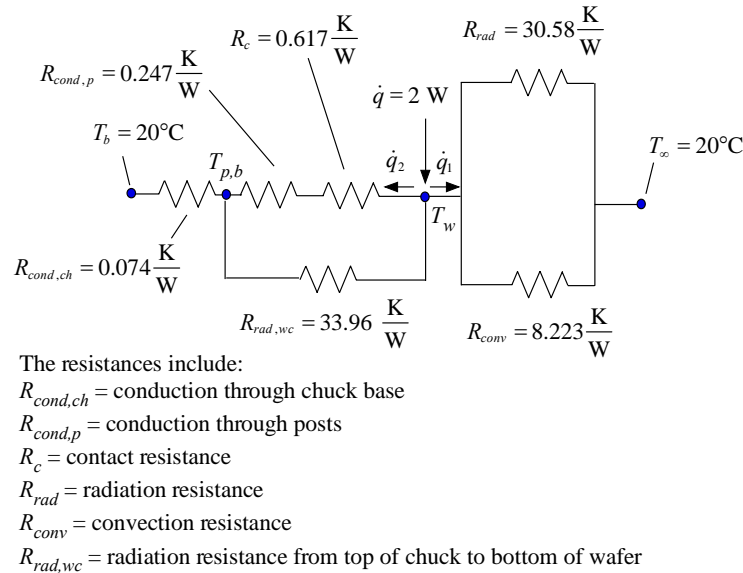 R_c = 0.617 K/W
R_rad = 30.58 K/W
R_cond,p = 0.247 K/W
q̇ = 2 W
T_b = 20°C
T_∞ = 20°C
T_p,b
q̇_2
q̇_1
T_w
R_cond,ch = 0.074 K/W
R_rad,wc = 33.96 K/W
R_conv = 8.223 K/W
The resistances include:
R_cond,ch = conduction through chuck base
R_cond,p = conduction through posts
R_c = contact resistance
R_rad = radiation resistance
R_conv = convection resistance
R_rad,wc = radiation resistance from top of chuck to bottom of wafer